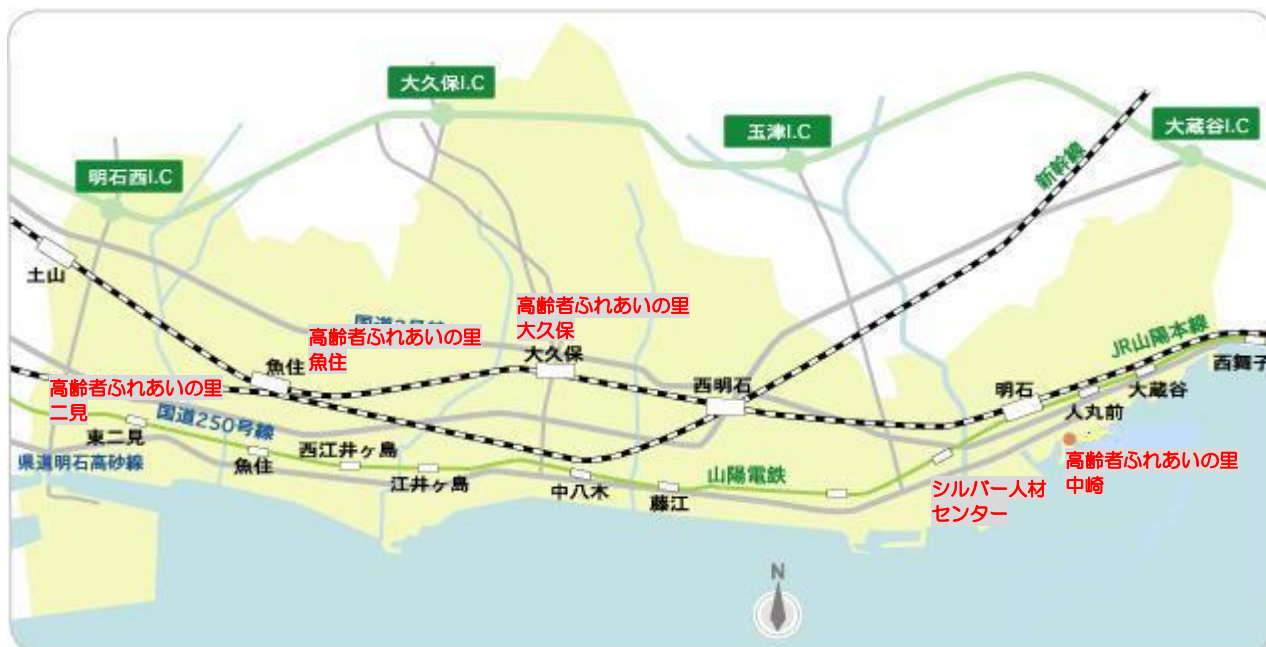 大久保I.C
玉津I.C
大蔵谷I.C
明石西I.C
新幹線
土山
高齢者ふれあいの里
大久保
高齢者ふれあいの里
魚住
大久保
JR山陽本線
西舞子
魚住
西明石
明石
大蔵谷
人丸前
高齢者ふれあいの里
二見
国道250号線
東二見
魚住
西江井ヶ島
県道明石高砂線
江井ヶ島
中八木
藤江
山陽電鉄
高齢者ふれあいの里
中崎
シルバー人材
センター
N